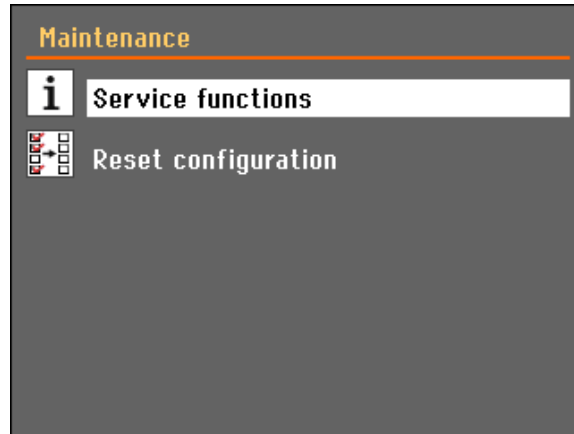 Maintenance
i Service functions
Reset configuration